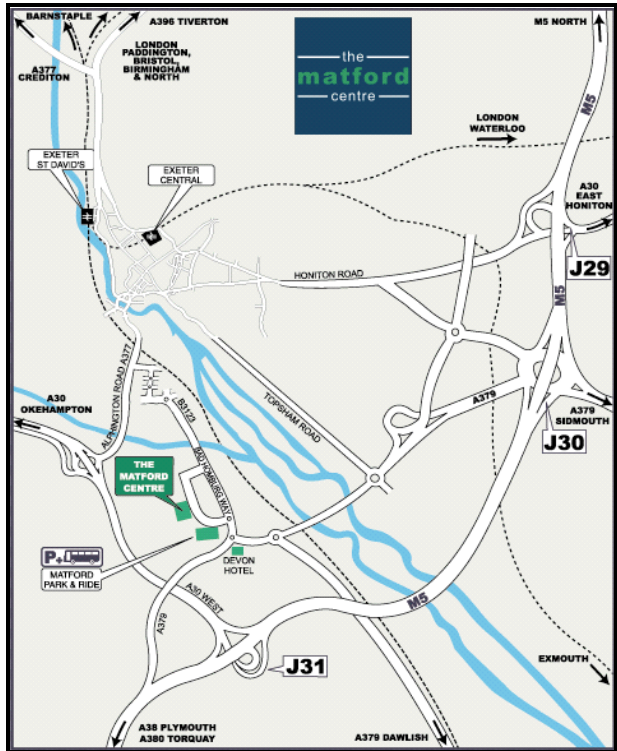 BARNSTAPLE
A396 TIVERTON
M5 NORTH
LONDON
PADDINGTON,
BRISTOL,
BIRMINGHAM
& NORTH
A377
CREDITON
the
matford
centre
M5
LONDON
WATERLOO
EXETER
ST DAVID'S
EXETER
CENTRAL
A30
EAST
HONITON
J29
HONITON ROAD
M5
ALPHINGTON ROAD A377
A30
OKEHAMPTON
B3123
TOPSHAM ROAD
A379
A379
SIDMOUTH
J30
THE
MATFORD
CENTRE
BAD HOMBURG WAY
P+
MATFORD
PARK & RIDE
DEVON
HOTEL
A30 WEST
A379
M5
J31
EXMOUTH
A38 PLYMOUTH
A380 TORQUAY
A379 DAWLISH